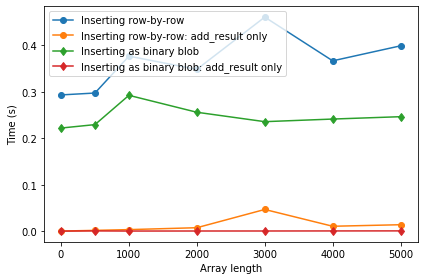 Inserting row-by-row
Inserting row-by-row: add_result only
Inserting as binary blob
Inserting as binary blob: add_result only
0.4
0.3
0.2
0.1
0.0
Time (s)
0
1000
2000
3000
4000
5000
Array length